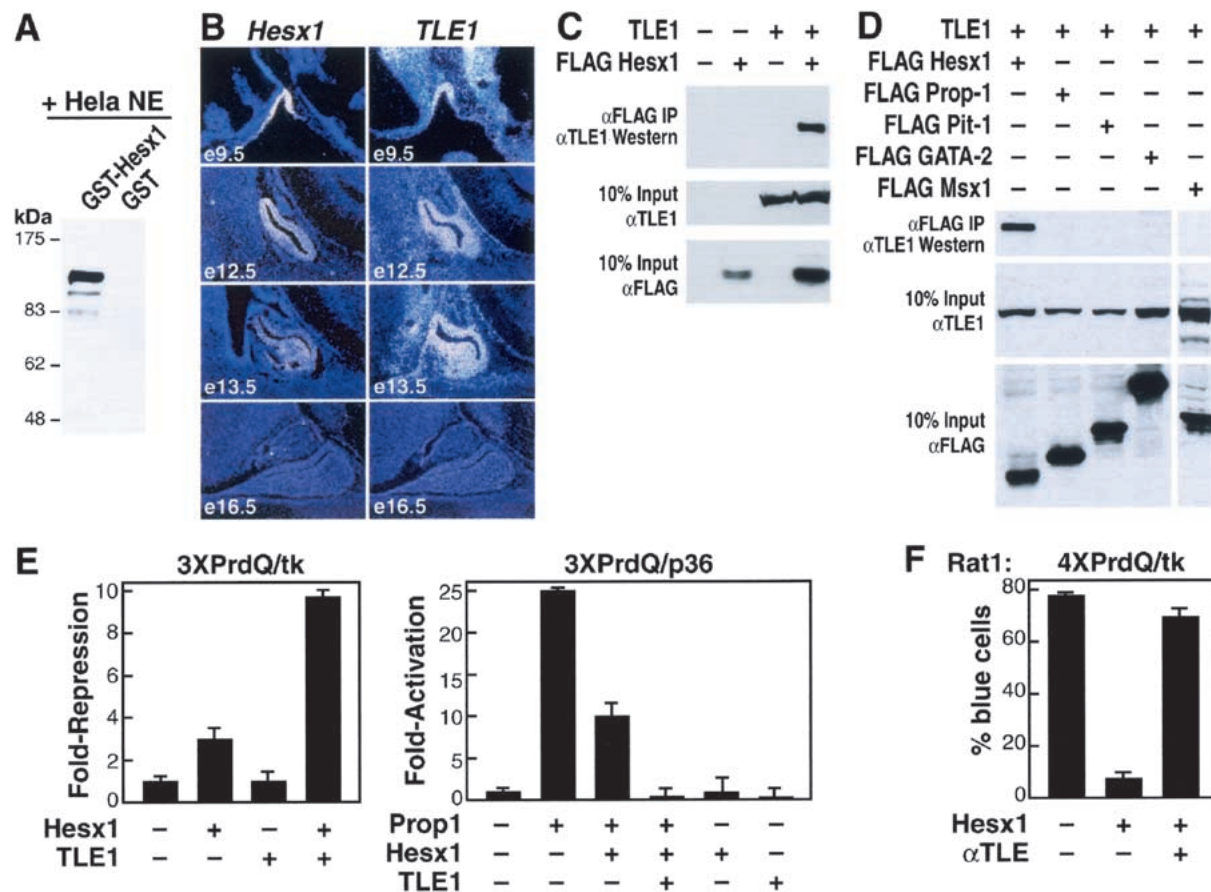 A
+ Hela NE
GST-Hesx1
GST
kDa
175
83
62
48
B
Hesx1 TLE1
e9.5 e9.5
e12.5 e12.5
e13.5 e13.5
e16.5 e16.5
C
TLE1 – – + +
FLAG Hesx1 – + – +
αFLAG IP
αTLE1 Western
10% Input
αTLE1
10% Input
αFLAG
D
TLE1 + + + + +
FLAG Hesx1 + – – – –
FLAG Prop-1 – + – – –
FLAG Pit-1 – – + – –
FLAG GATA-2 – – – + –
FLAG Msx1 – – – – +
αFLAG IP
αTLE1 Western
10% Input
αTLE1
10% Input
αFLAG
E
3XPrdQ/tk
Fold-Repression
10
8
6
4
2
0
Hesx1 – + – +
TLE1 – – + +
3XPrdQ/p36
Fold-Activation
25
20
15
10
5
0
Prop1 – + + + – –
Hesx1 – – + + + –
TLE1 – – – + – +
F
Rat1: 4XPrdQ/tk
% blue cells
80
60
40
20
0
Hesx1 – + +
αTLE – – +